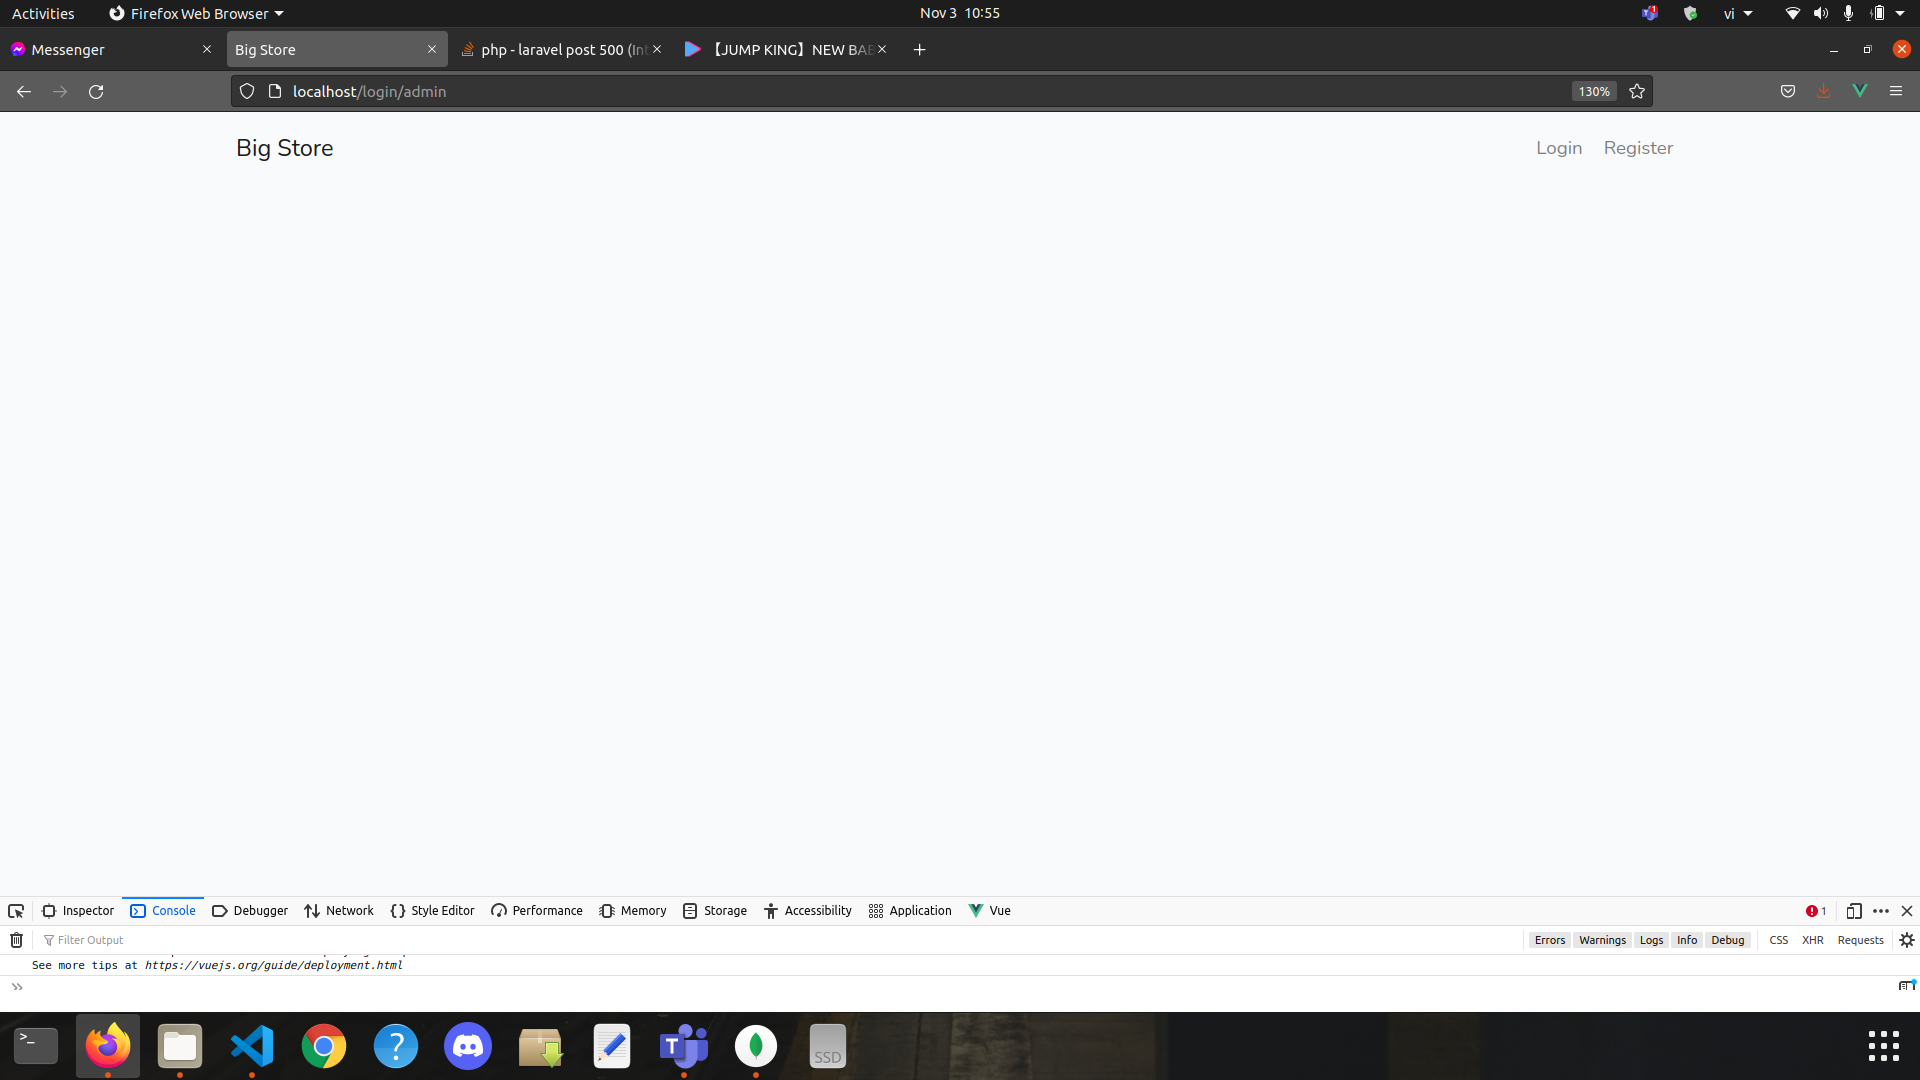 Activities
Firefox Web Browser
Nov 3 10:55
1
vi
Messenger
Big Store
php - laravel post 500 (Int
【JUMP KING】NEW BAB
localhost/login/admin
130%
Big Store
Login
Register
Inspector
Console
Debugger
Network
Style Editor
Performance
Memory
Storage
Accessibility
Application
Vue
1
Filter Output
Errors
Warnings
Logs
Info
Debug
CSS
XHR
Requests
See more tips at https://vuejs.org/guide/deployment.html
>_
?
T
SSD